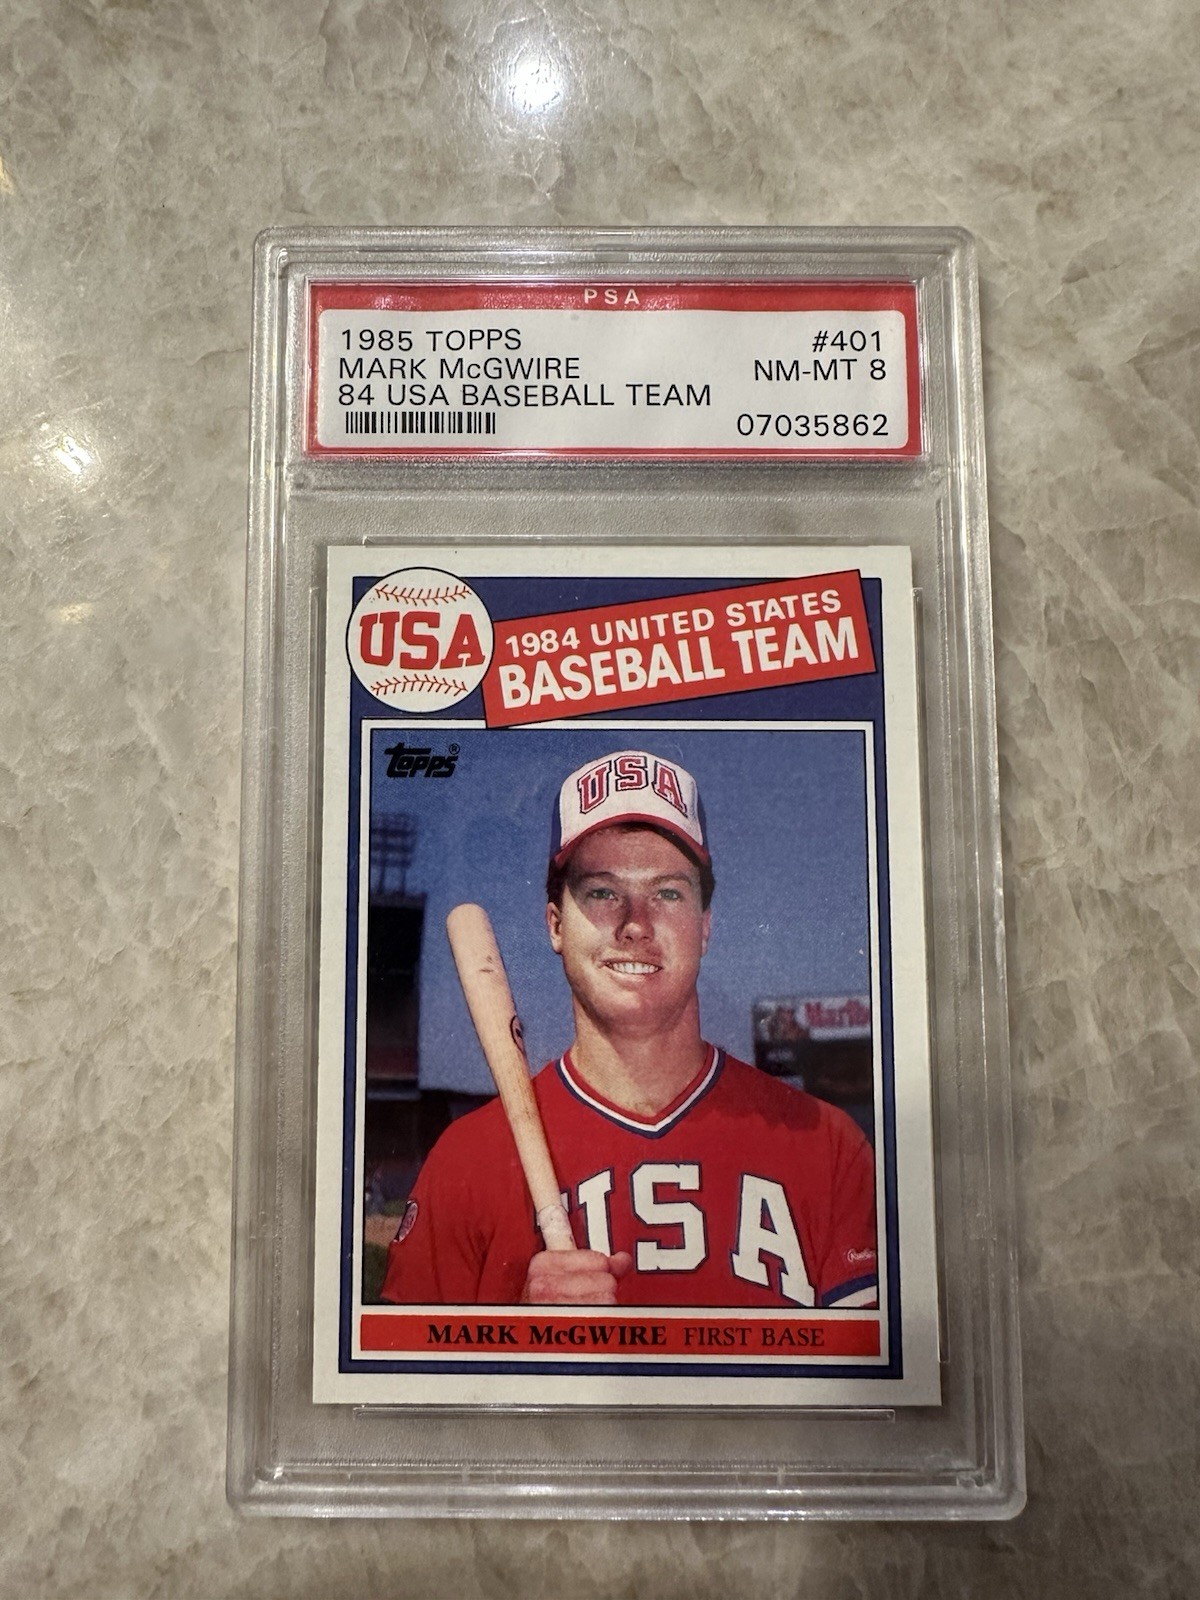 PSA
1985 TOPPS #401
MARK McGWIRE NM-MT 8
84 USA BASEBALL TEAM
07035862
USA
1984 UNITED STATES
BASEBALL TEAM
topps®
USA
USA
MARK McGWIRE FIRST BASE